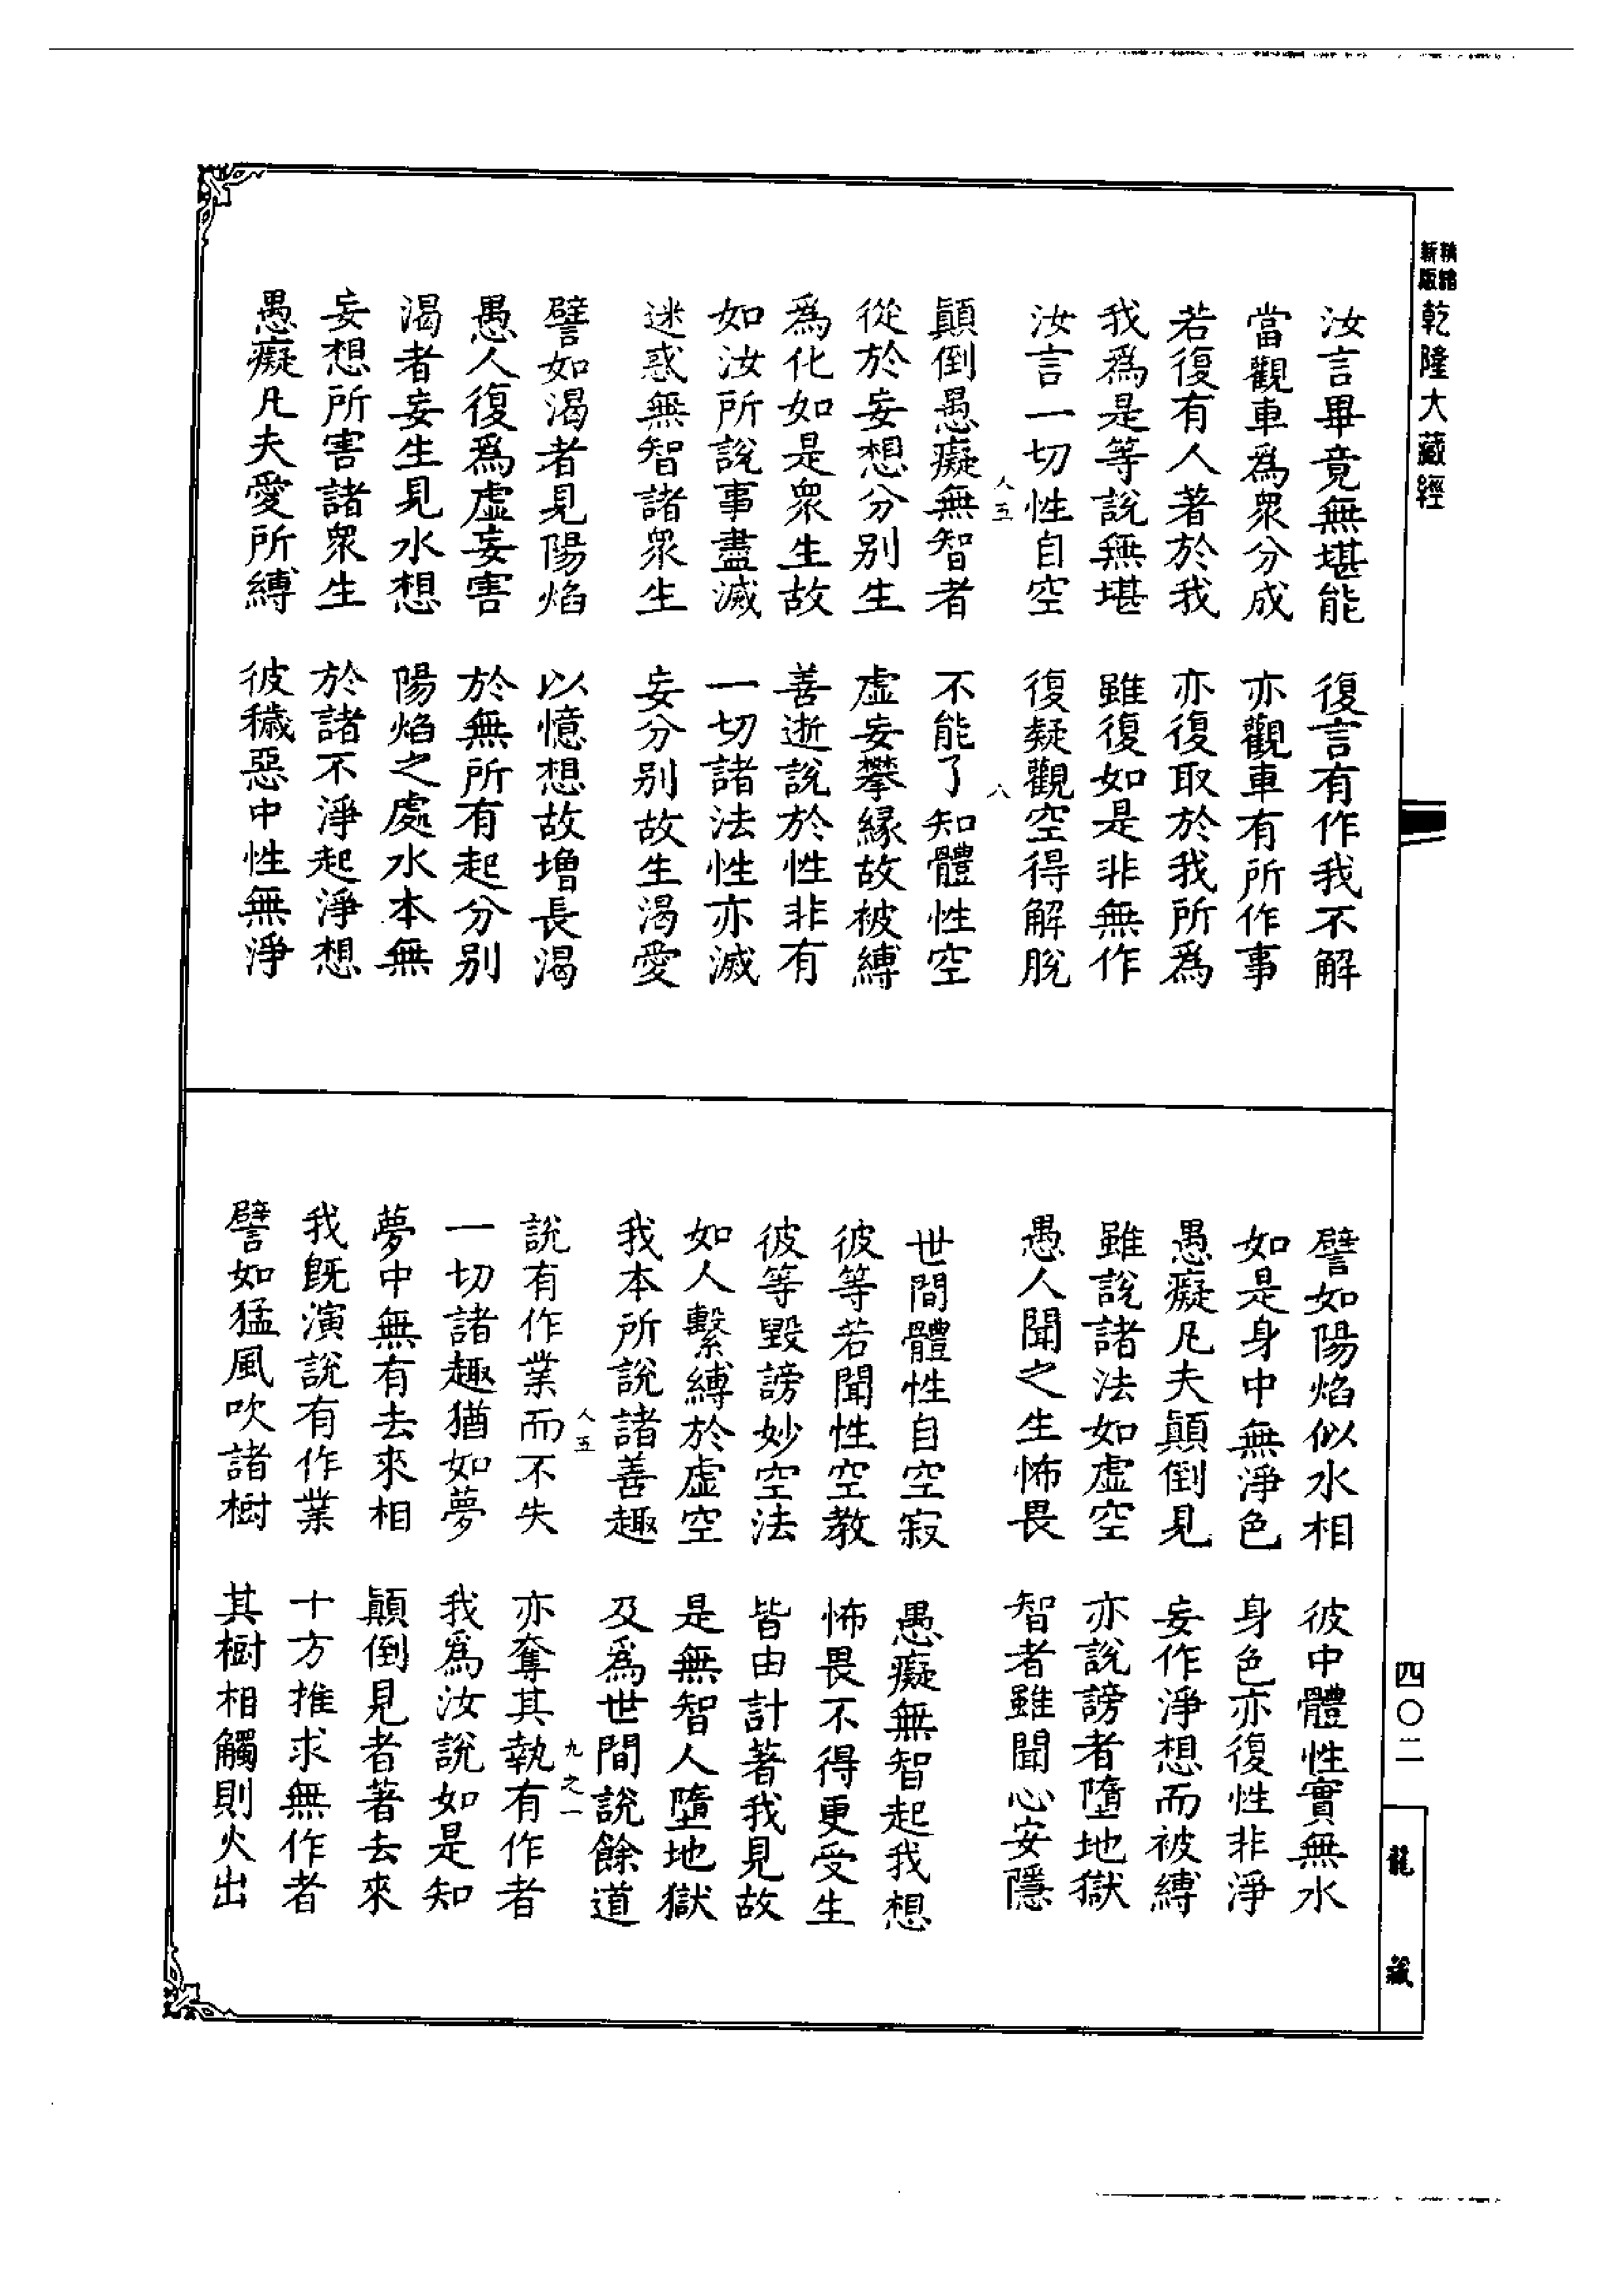 新版 精縮 乾隆大藏經
汝言畢竟無堪能 復言有作我不解
當觀車為眾分成 亦觀車有所作事
若復有人著於我 亦復取於我所為
我為是等說無堪 雖復如是非無作
汝言一切性自空 復疑觀空得解脫
人五 八
顛倒愚癡無智者 不能了知體性空
從於妄想分別生 虛妄攀緣故被縛
為化如是眾生故 善逝說於性非有
如汝所說事盡滅 一切諸法性亦滅
迷惑無智諸眾生 妄分別故生渴愛
譬如渴者見陽焰 以憶想故增長渴
愚人復為虛妄害 於無所有起分別
渴者妄生見水想 陽焰之處水本無
妄想所害諸眾生 於諸不淨起淨想
愚癡凡夫愛所縛 彼穢惡中性無淨
譬如陽焰似水相 彼中體性實無水
如是身中無淨色 身色亦復性非淨
愚癡凡夫顛倒見 妄作淨想而被縛
雖說諸法如虛空 亦說謗者墮地獄
愚人聞之生怖畏 智者雖聞心安隱
世間體性自空寂 愚癡無智起我想
彼等若聞性空教 怖畏不得更受生
彼等毀謗妙空法 皆由計著我見故
如人繫縛於虛空 是無智人墮地獄
我本所說諸善趣 及為世間說餘道
人五 九之一
說有作業而不失 亦奪其執有作者
一切諸趣猶如夢 我為汝說如是知
夢中無有去來相 顛倒見者著去來
我既演說有作業 十方推求無作者
譬如猛風吹諸樹 其樹相觸則火出
四〇二
龍藏